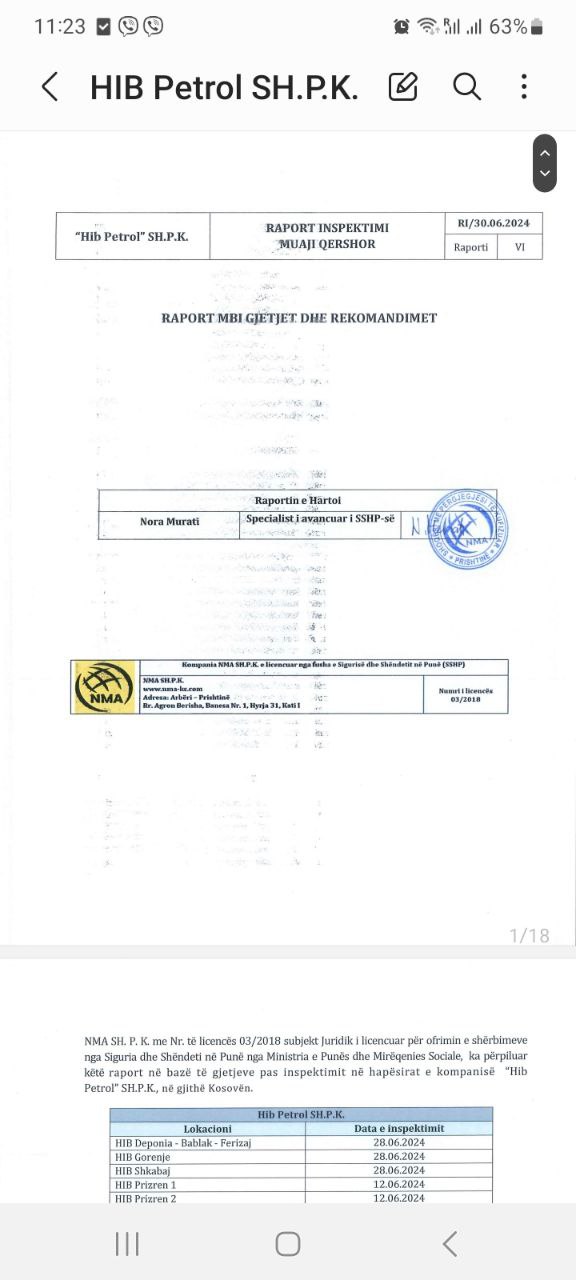 11:23
63%
HIB Petrol SH.P.K.
"Hib Petrol" SH.P.K.
RAPORT INSPEKTIMI
MUAJI QERSHOR
RI/30.06.2024
Raporti VI
RAPORT MBI GJETJET DHE REKOMANDIMET
Raportin e Hartoi
Nora Murati
Specialist i avancuar i SSHP-së
NMA
PRISHTINË
Kompania NMA SH.P.K. e licencuar nga fusha e Sigurisë dhe Shëndetit në Punë (SSHP)
NMA
NMA SH.P.K.
www.nma-ks.com
Adresa: Arbëri - Prishtinë
Rr. Agron Berisha, Banesa Nr. 1, Hyrja 31, Kati I
Numri i licencës
03/2018
1/18
NMA SH. P. K. me Nr. të licencës 03/2018 subjekt Juridik i licencuar për ofrimin e shërbimeve
nga Siguria dhe Shëndeti në Punë nga Ministria e Punës dhe Mirëqenies Sociale, ka përpiluar
këtë raport në bazë të gjetjeve pas inspektimit në hapësirat e kompanisë "Hib
Petrol" SH.P.K., në gjithë Kosovën.
Hib Petrol SH.P.K.
Lokacioni Data e inspektimit
HIB Deponia - Bablak - Ferizaj 28.06.2024
HIB Gorenje 28.06.2024
HIB Shkabaj 28.06.2024
HIB Prizren 1 12.06.2024
HIB Prizren 2 12.06.2024